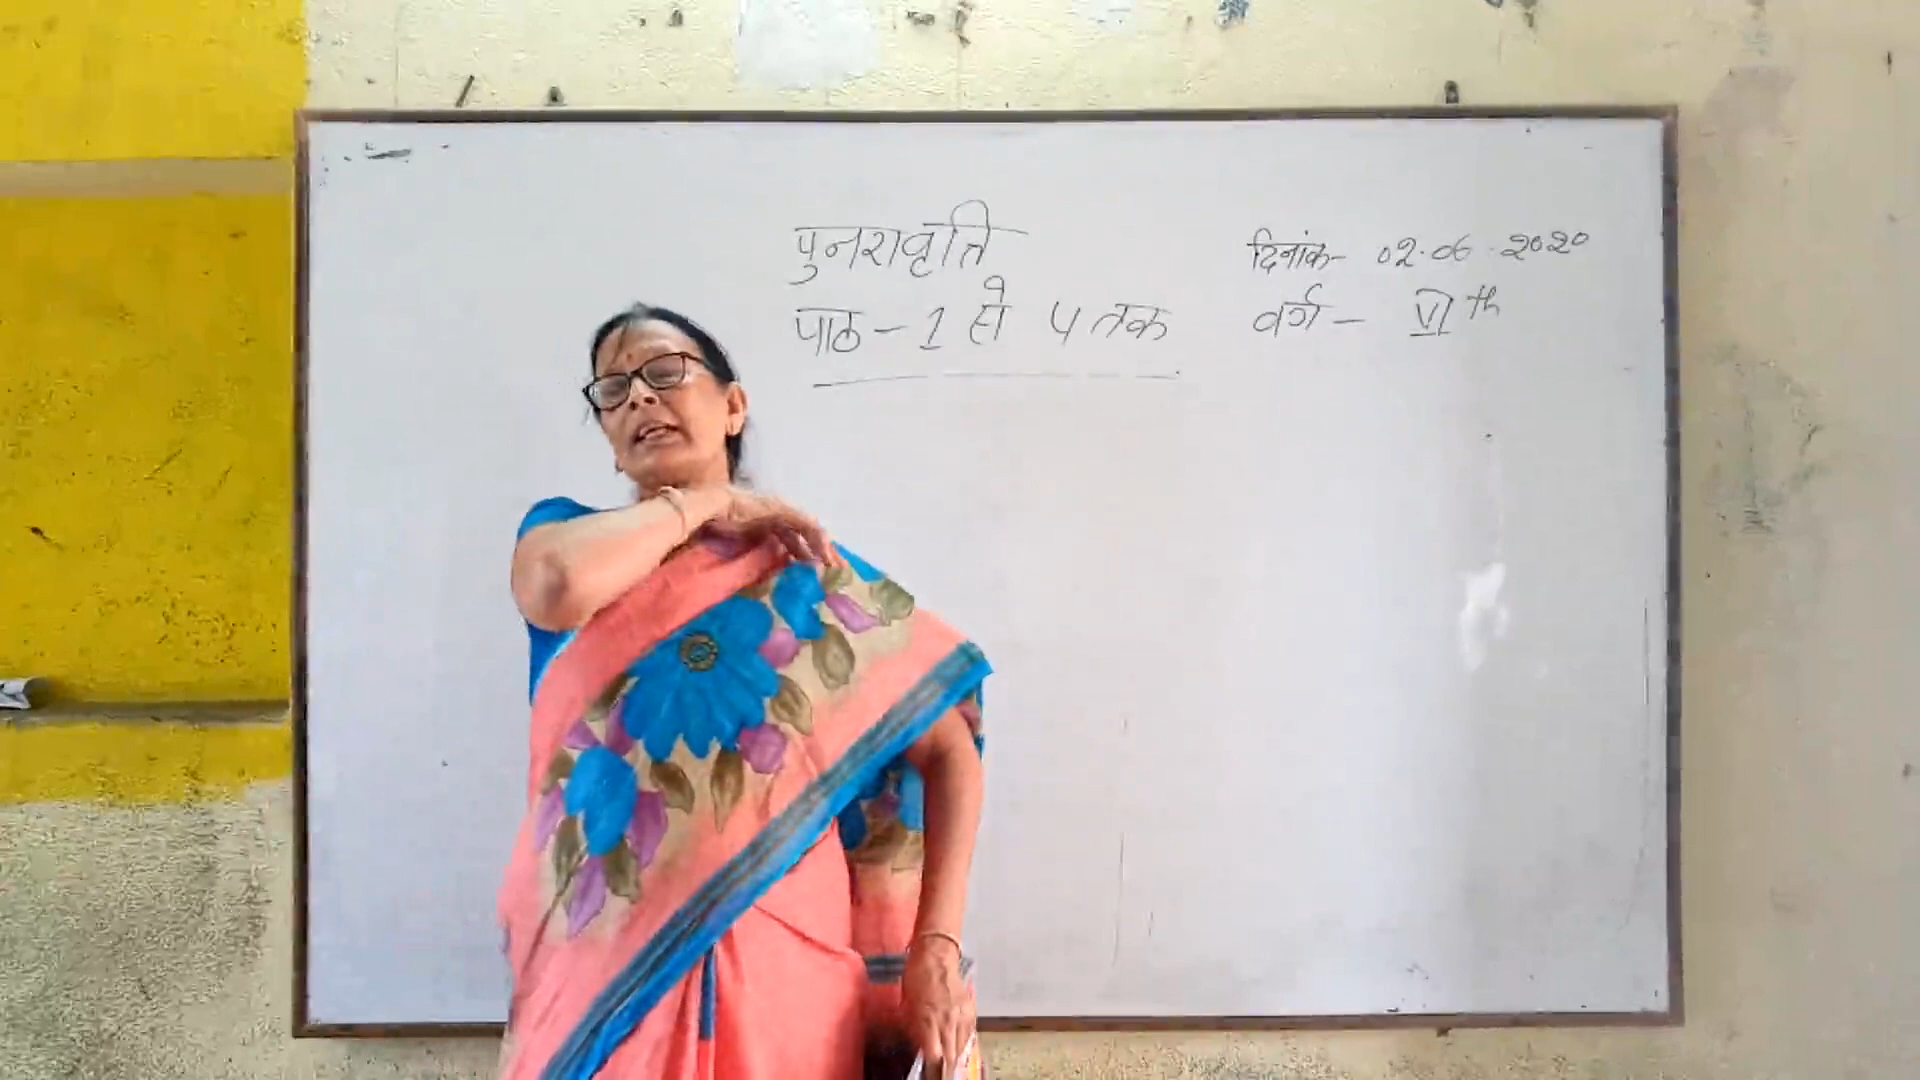 पुनरावृति
पाठ - 1 से 5 तक
दिनांक - 02.06.2020
वर्ग - VI th